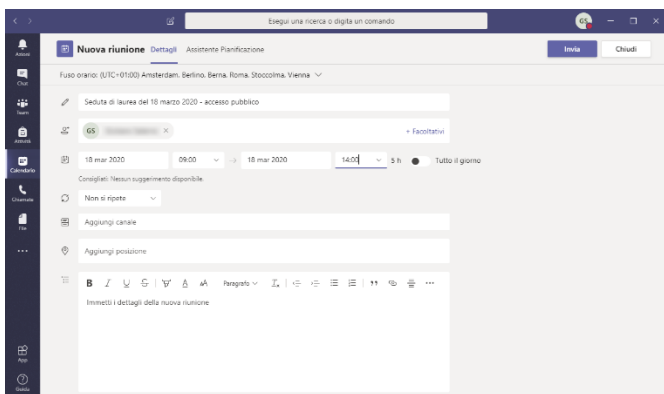 Esegui una ricerca o digita un comando
GS
Attività
Chat
Team
Attività
Calendario
Chiamate
File
App
Guida
Nuova riunione Dettagli Assistente Pianificazione
Invia Chiudi
Fuso orario: (UTC+01:00) Amsterdam, Berlino, Berna, Roma, Stoccolma, Vienna
Seduta di laurea del 18 marzo 2020 - accesso pubblico
GS × + Facoltativi
18 mar 2020 09:00 18 mar 2020 14:00 5 h Tutto il giorno
Consigliati: Nessun suggerimento disponibile.
Non si ripete
Aggiungi canale
Aggiungi posizione
B I U S A aA Paragrafo
Immetti i dettagli della nuova riunione